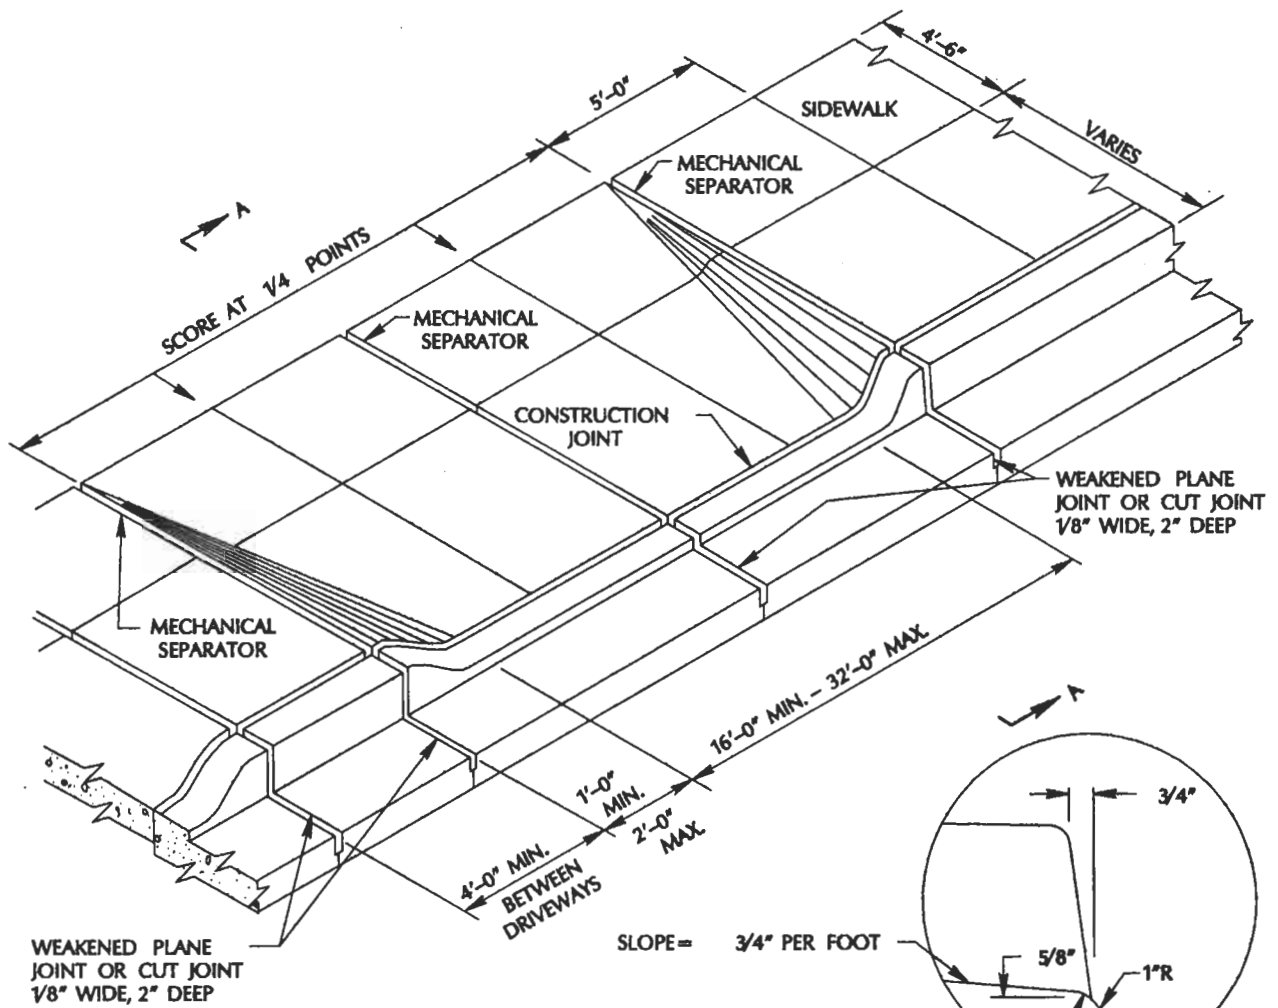 4'-6"
5'-0"
SIDEWALK
VARIES
MECHANICAL
SEPARATOR
A
SCORE AT 1/4 POINTS
MECHANICAL
SEPARATOR
CONSTRUCTION
JOINT
WEAKENED PLANE
JOINT OR CUT JOINT
1/8" WIDE, 2" DEEP
MECHANICAL
SEPARATOR
16'-0" MIN. - 32'-0" MAX.
A
1'-0"
MIN.
2'-0"
MAX.
3/4"
4'-0" MIN.
BETWEEN
DRIVEWAYS
WEAKENED PLANE
JOINT OR CUT JOINT
1/8" WIDE, 2" DEEP
SLOPE= 3/4" PER FOOT
5/8"
1"R